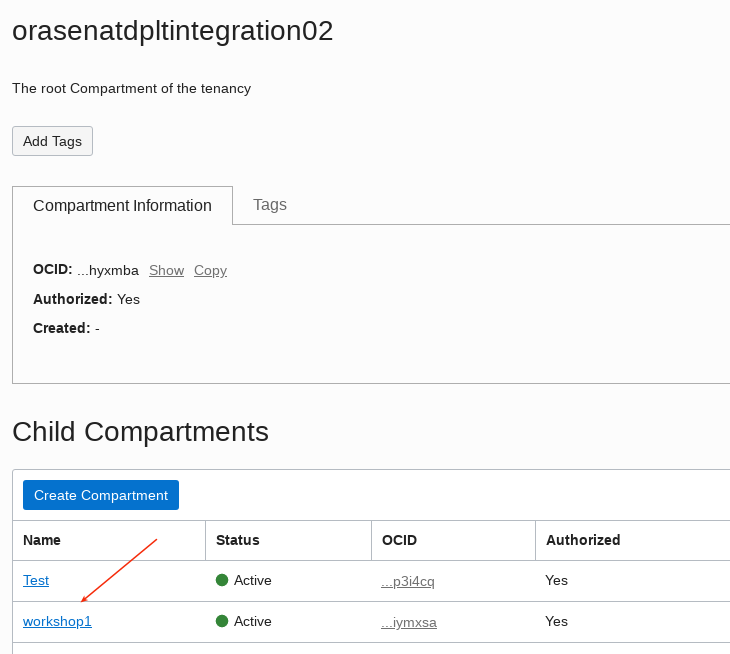 orasenatdpltintegration02
The root Compartment of the tenancy
Add Tags
Compartment Information Tags
OCID: ...hyxmba Show Copy
Authorized: Yes
Created: -
Child Compartments
Create Compartment
Name Status OCID Authorized
Test Active ...p3i4cq Yes
workshop1 Active ...iymxsa Yes